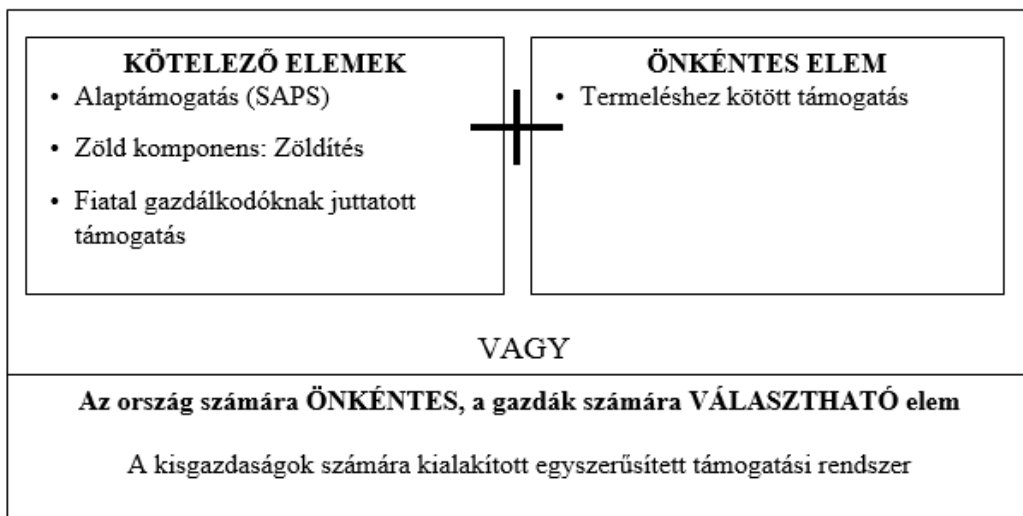 KÖTELEZŐ ELEMEK
• Alaptámogatás (SAPS)
• Zöld komponens: Zöldítés
• Fiatal gazdálkodóknak juttatott
támogatás
ÖNKÉNTES ELEM
• Termeléshez kötött támogatás
VAGY
Az ország számára ÖNKÉNTES, a gazdák számára VÁLASZTHATÓ elem
A kisgazdaságok számára kialakított egyszerűsített támogatási rendszer